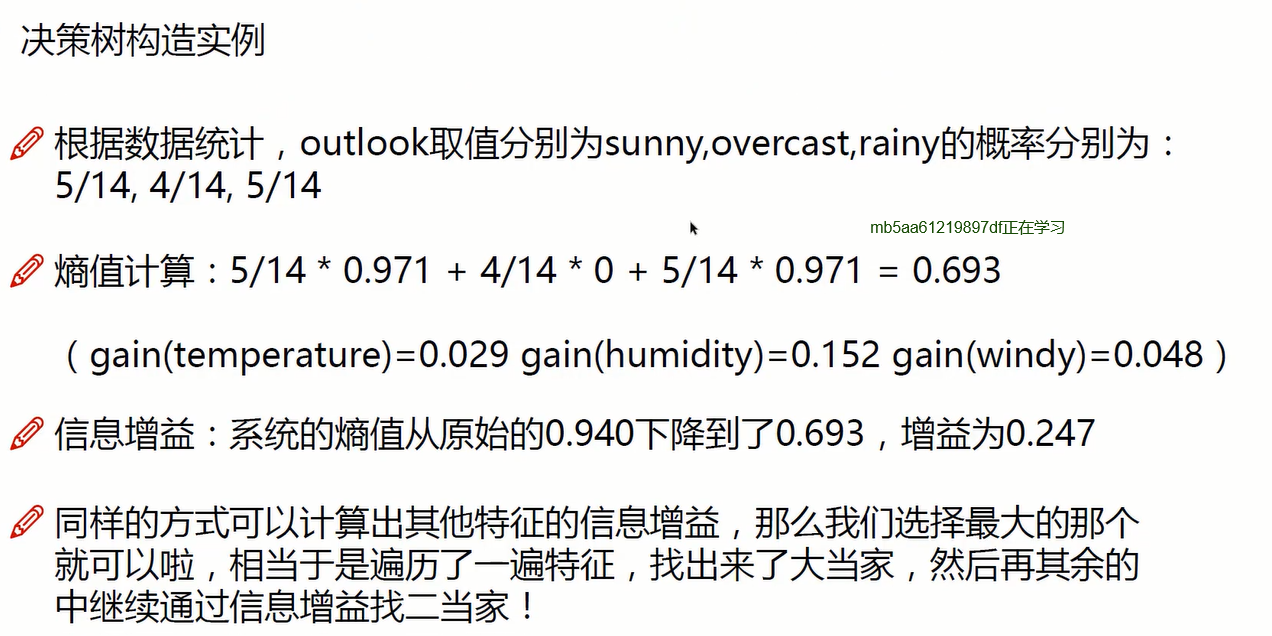 决策树构造实例
根据数据统计，outlook取值分别为sunny,overcast,rainy的概率分别为：
5/14, 4/14, 5/14
mb5aa61219897df正在学习
熵值计算：5/14 * 0.971 + 4/14 * 0 + 5/14 * 0.971 = 0.693
（gain(temperature)=0.029 gain(humidity)=0.152 gain(windy)=0.048）
信息增益：系统的熵值从原始的0.940下降到了0.693，增益为0.247
同样的方式可以计算出其他特征的信息增益，那么我们选择最大的那个
就可以啦，相当于是遍历了一遍特征，找出来了大当家，然后再其余的
中继续通过信息增益找二当家！